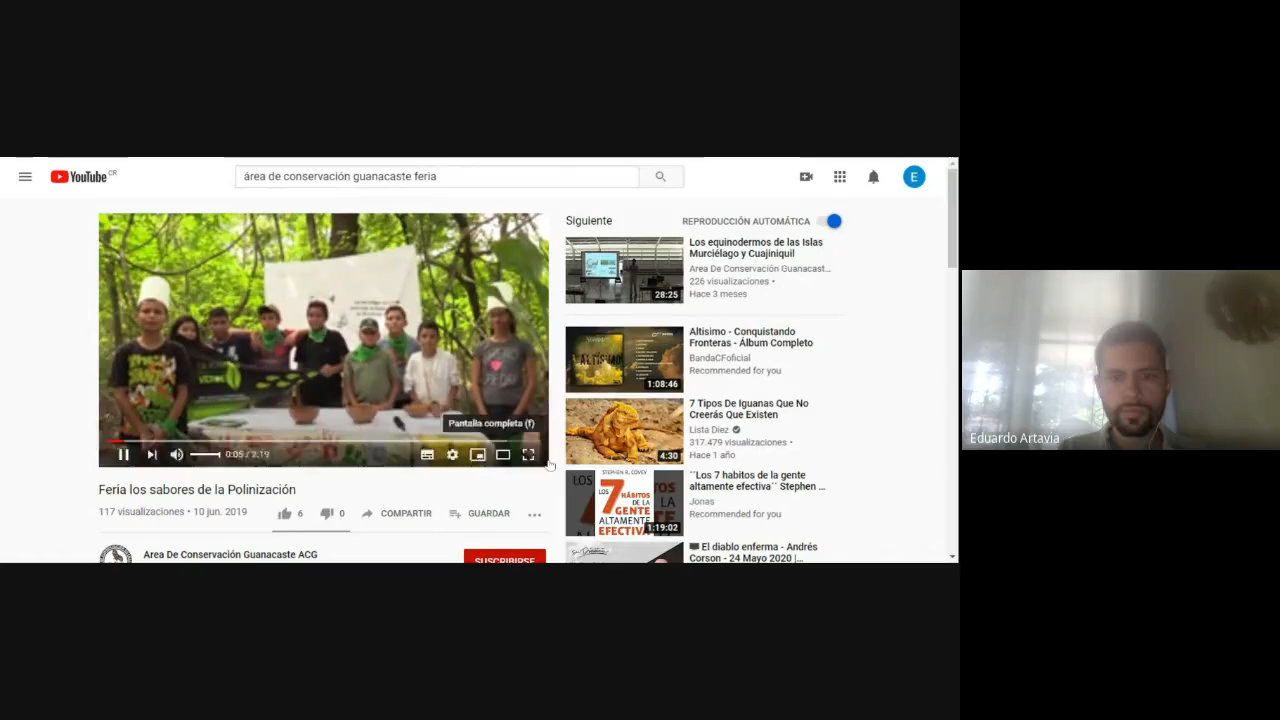 YouTube CR
área de conservación guanacaste feria
Pantalla completa (f)
0:05 / 2:19
Feria los sabores de la Polinización
117 visualizaciones • 10 jun. 2019
6
0
COMPARTIR
GUARDAR
Area De Conservación Guanacaste ACG
SUSCRIBIRSE
Siguiente
REPRODUCCIÓN AUTOMÁTICA
E
28:25
Los equinodermos de las Islas
Murciélago y Cuajiniquil
Area De Conservación Guanacast...
226 visualizaciones •
Hace 3 meses
ALTÍSIMO
1:08:46
Altisimo - Conquistando
Fronteras - Álbum Completo
BandaCFoficial
Recommended for you
4:30
7 Tipos De Iguanas Que No
Creerás Que Existen
Lista Diez
317.479 visualizaciones •
Hace 1 año
STEPHEN R. COVEY
LOS
7 HÁBITOS
DE LA
GENTE
ALTAMENTE
EFECTIVA
1:19:02
´´Los 7 habitos de la gente
altamente efectiva´´ Stephen ...
Jonas
Recommended for you
El diablo enferma - Andrés
Corson - 24 Mayo 2020 |...
Eduardo Artavia